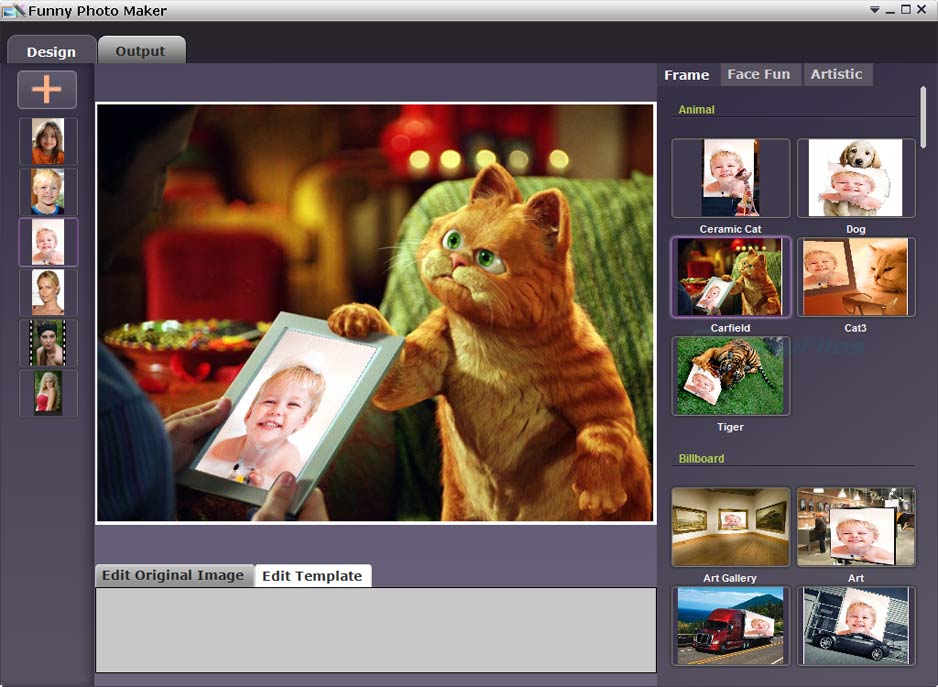 Funny Photo Maker
Design
Output
Frame
Face Fun
Artistic
Animal
Ceramic Cat
Dog
Carfield
Cat3
Tiger
Billboard
Art Gallery
Art
Edit Original Image
Edit Template